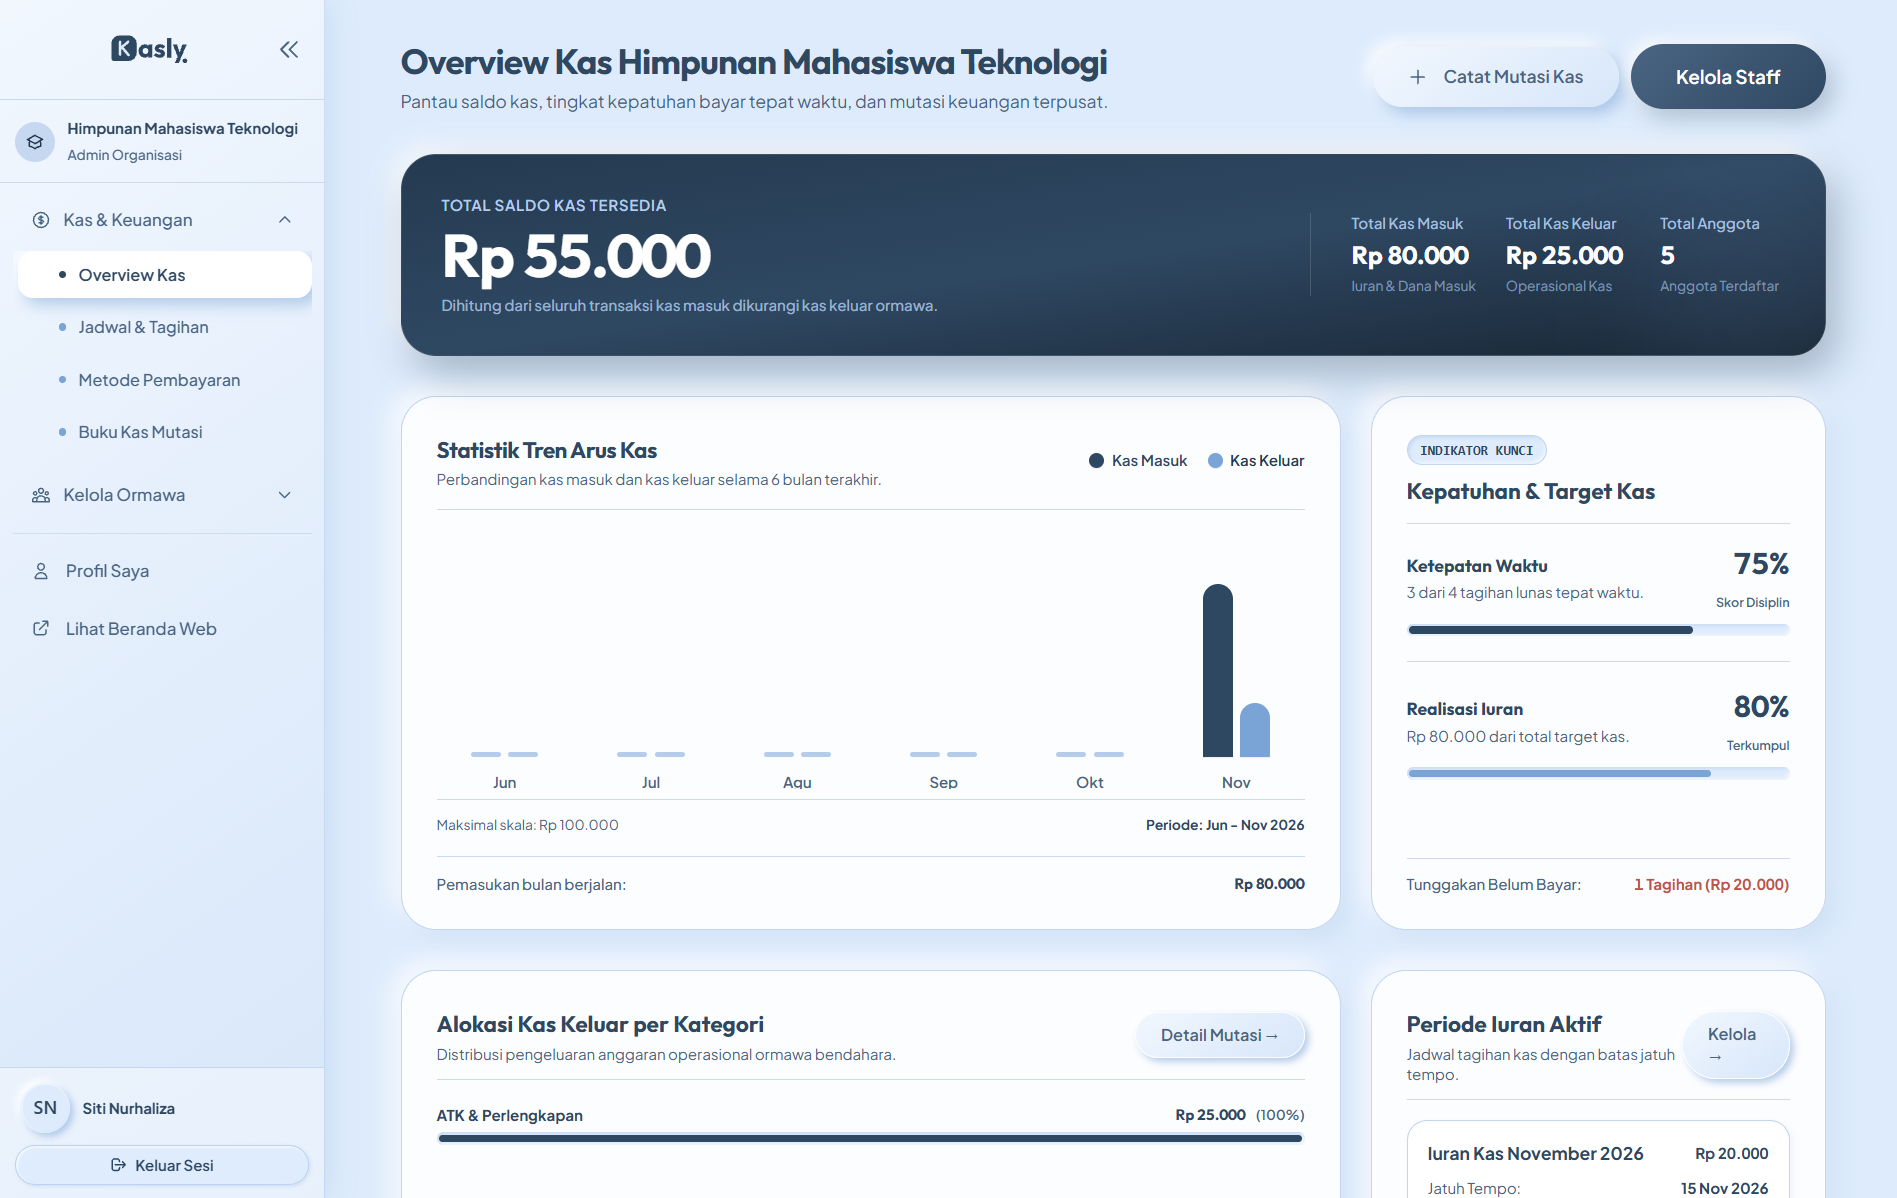 Kasly.
Himpunan Mahasiswa Teknologi
Admin Organisasi
Kas & Keuangan
Overview Kas
Jadwal & Tagihan
Metode Pembayaran
Buku Kas Mutasi
Kelola Ormawa
Profil Saya
Lihat Beranda Web
SN
Siti Nurhaliza
Keluar Sesi
Overview Kas Himpunan Mahasiswa Teknologi
Pantau saldo kas, tingkat kepatuhan bayar tepat waktu, dan mutasi keuangan terpusat.
+ Catat Mutasi Kas
Kelola Staff
TOTAL SALDO KAS TERSEDIA
Rp 55.000
Dihitung dari seluruh transaksi kas masuk dikurangi kas keluar ormawa.
Total Kas Masuk
Rp 80.000
Iuran & Dana Masuk
Total Kas Keluar
Rp 25.000
Operasional Kas
Total Anggota
5
Anggota Terdaftar
Statistik Tren Arus Kas
Perbandingan kas masuk dan kas keluar selama 6 bulan terakhir.
Kas Masuk
Kas Keluar
Jun
Jul
Agu
Sep
Okt
Nov
Maksimal skala: Rp 100.000
Periode: Jun - Nov 2026
Pemasukan bulan berjalan:
Rp 80.000
INDIKATOR KUNCI
Kepatuhan & Target Kas
Ketepatan Waktu
3 dari 4 tagihan lunas tepat waktu.
75%
Skor Disiplin
Realisasi Iuran
Rp 80.000 dari total target kas.
80%
Terkumpul
Tunggakan Belum Bayar:
1 Tagihan (Rp 20.000)
Alokasi Kas Keluar per Kategori
Distribusi pengeluaran anggaran operasional ormawa bendahara.
Detail Mutasi →
ATK & Perlengkapan
Rp 25.000 (100%)
Periode Iuran Aktif
Jadwal tagihan kas dengan batas jatuh
tempo.
Kelola
→
Iuran Kas November 2026
Rp 20.000
Jatuh Tempo:
15 Nov 2026